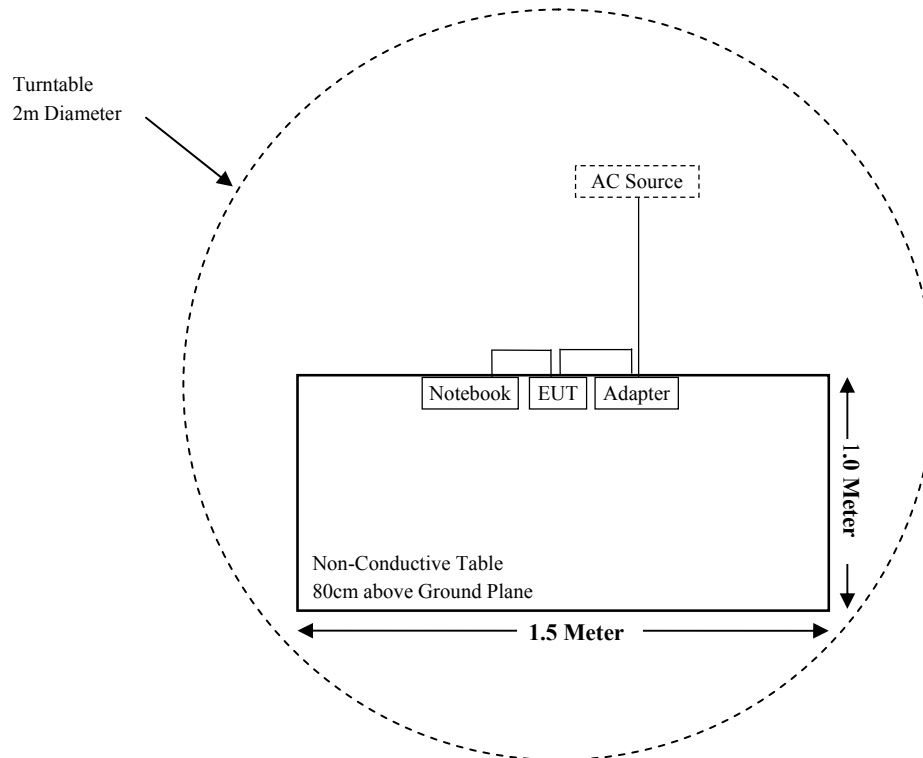 Turntable
2m Diameter
AC Source
Notebook
EUT
Adapter
1.0 Meter
Non-Conductive Table
80cm above Ground Plane
1.5 Meter